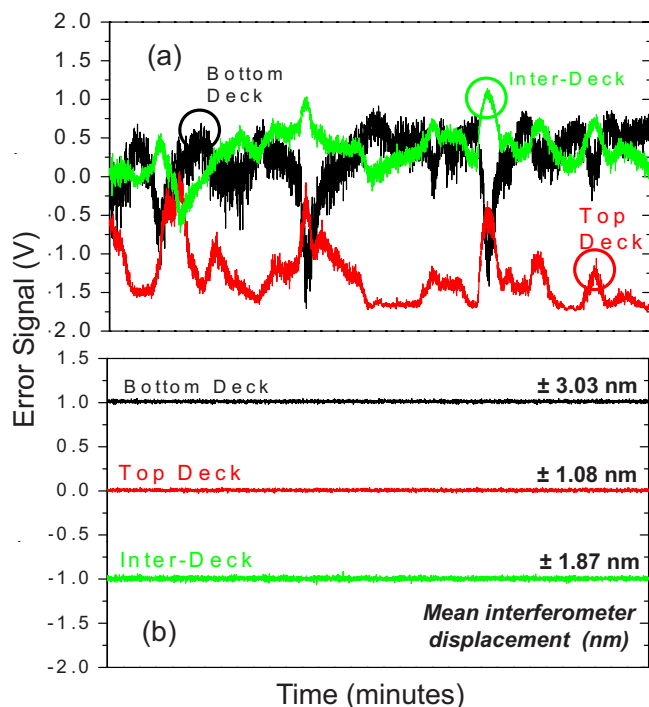 2.0
(a)
Bottom
Deck
Inter-Deck
1.5
1.0
0.5
0.0
-0.5
-1.0
-1.5
2.0
Top
Deck
Error Signal (V)
1.5
Bottom Deck
± 3.03 nm
1.0
0.5
Top Deck
± 1.08 nm
0.0
-0.5
Inter-Deck
± 1.87 nm
-1.0
-1.5
(b)
Mean interferometer
displacement (nm)
-2.0
Time (minutes)